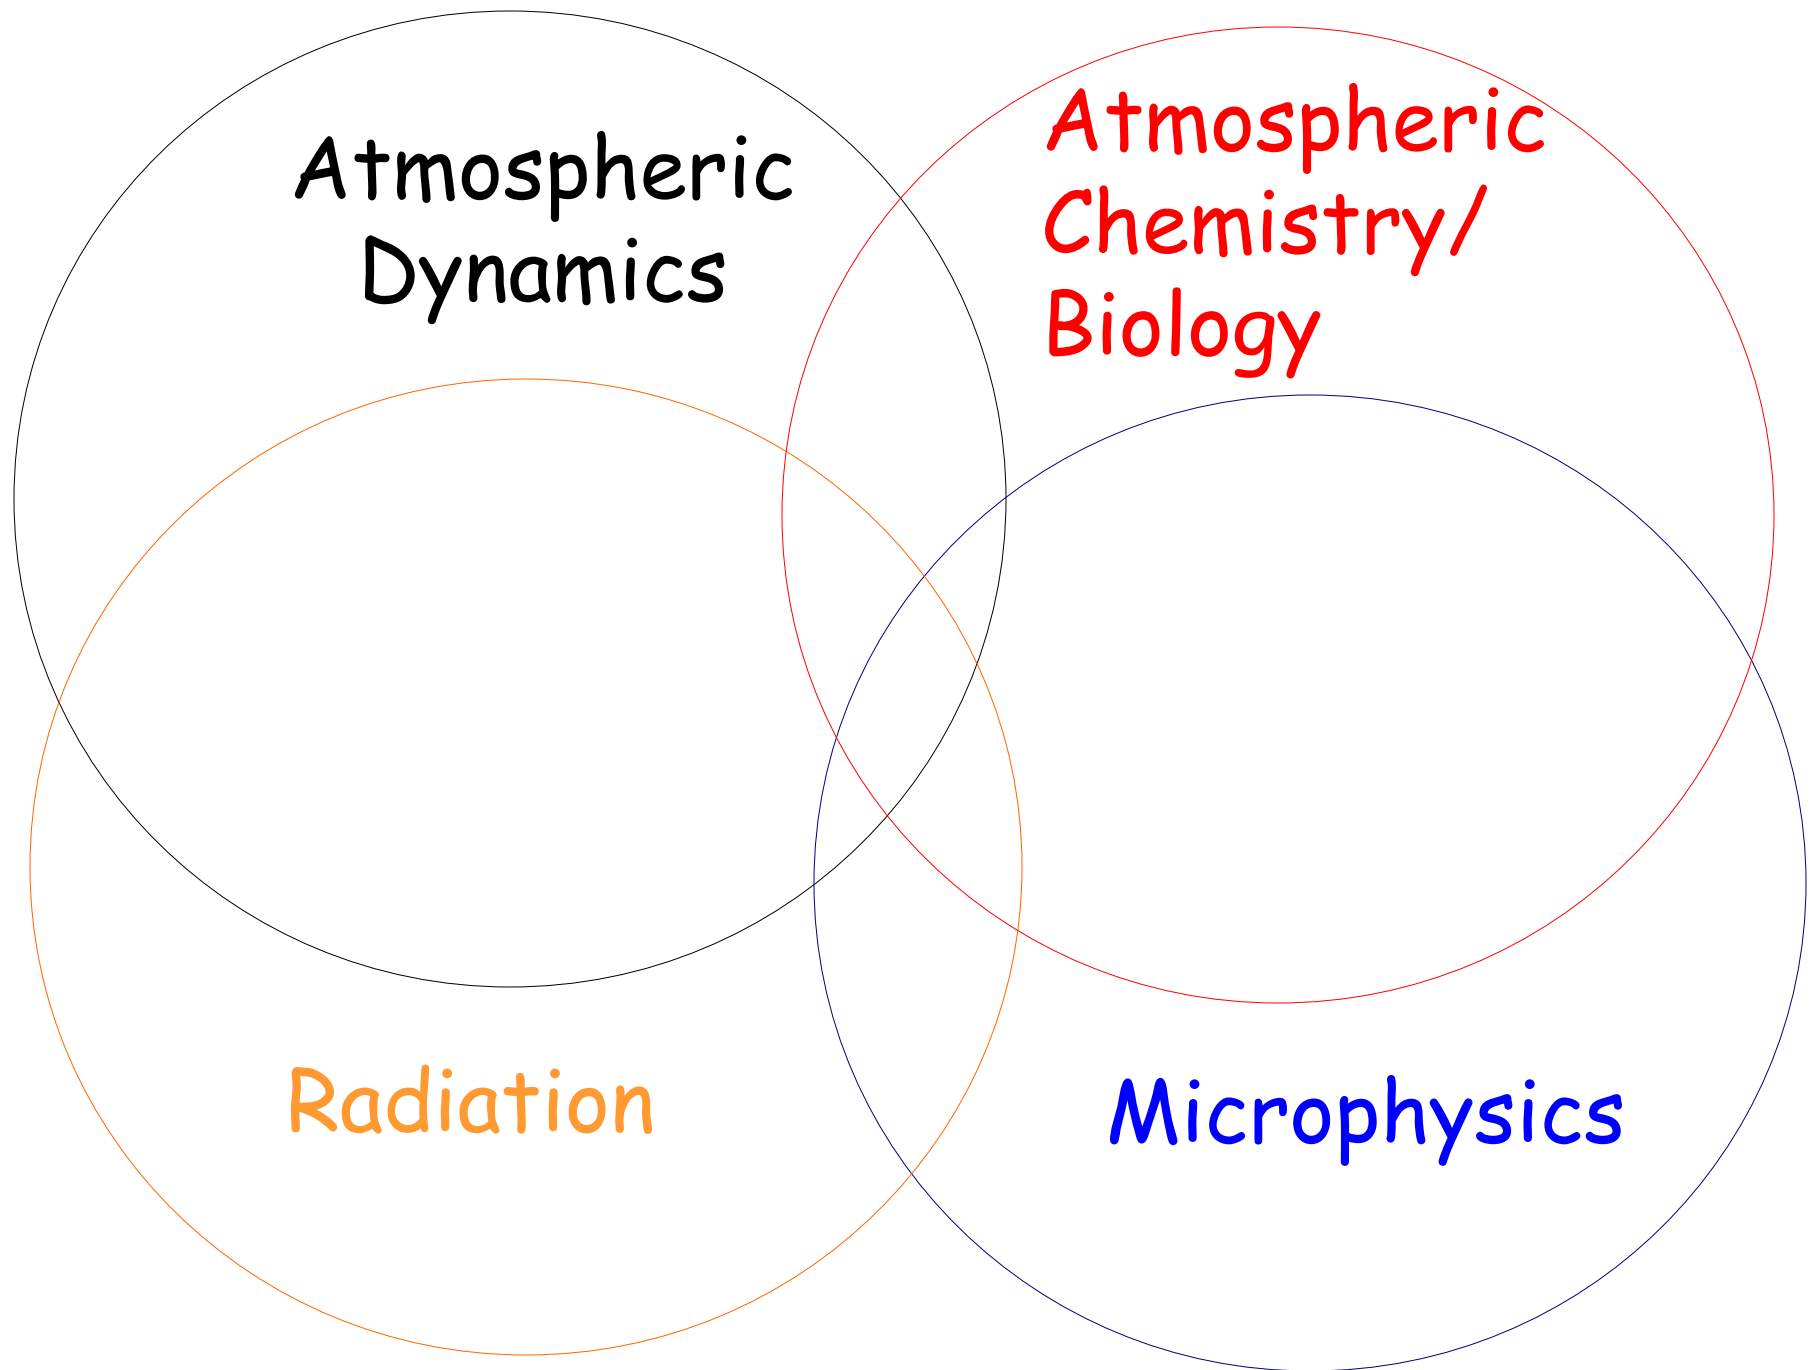 Atmospheric
Dynamics
Atmospheric
Chemistry/
Biology
Radiation
Microphysics